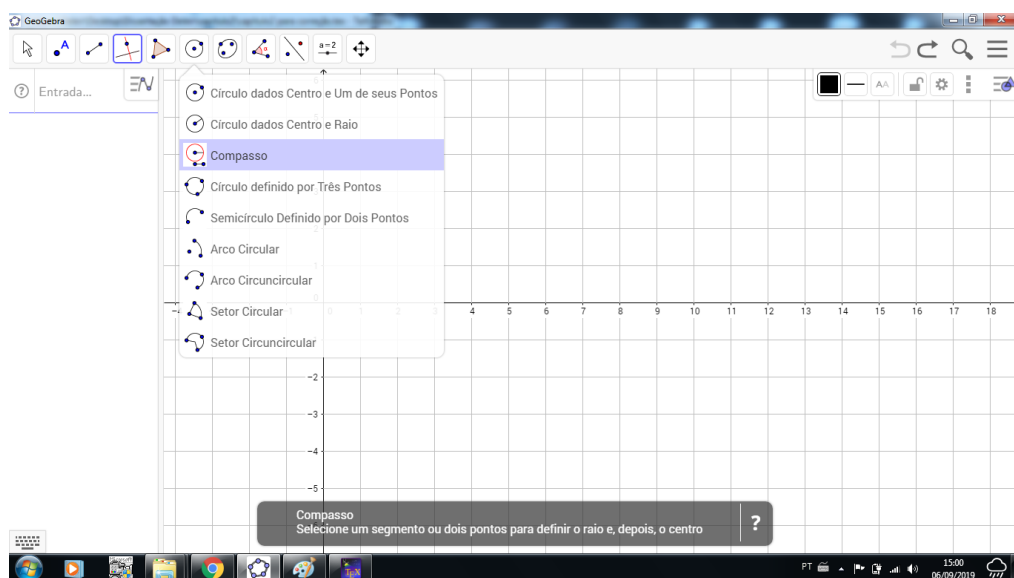 GeoGebra
A
a=2
Entrada...
AA
Círculo dados Centro e Um de seus Pontos
Círculo dados Centro e Raio
Compasso
Círculo definido por Três Pontos
Semicírculo Definido por Dois Pontos
Arco Circular
Arco Circuncircular
Setor Circular
Setor Circuncircular
4 5 6 7 8 9 10 11 12 13 14 15 16 17 18
-2
-3
-4
-5
Compasso
Selecione um segmento ou dois pontos para definir o raio e, depois, o centro
?
TpX
PT
15:00
06/09/2019